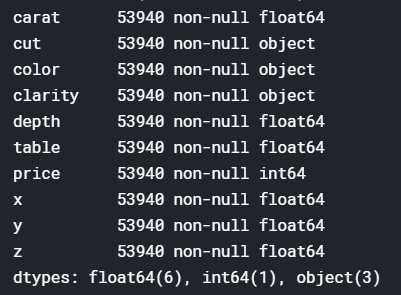 carat 53940 non-null float64
cut 53940 non-null object
color 53940 non-null object
clarity 53940 non-null object
depth 53940 non-null float64
table 53940 non-null float64
price 53940 non-null int64
x 53940 non-null float64
y 53940 non-null float64
z 53940 non-null float64
dtypes: float64(6), int64(1), object(3)